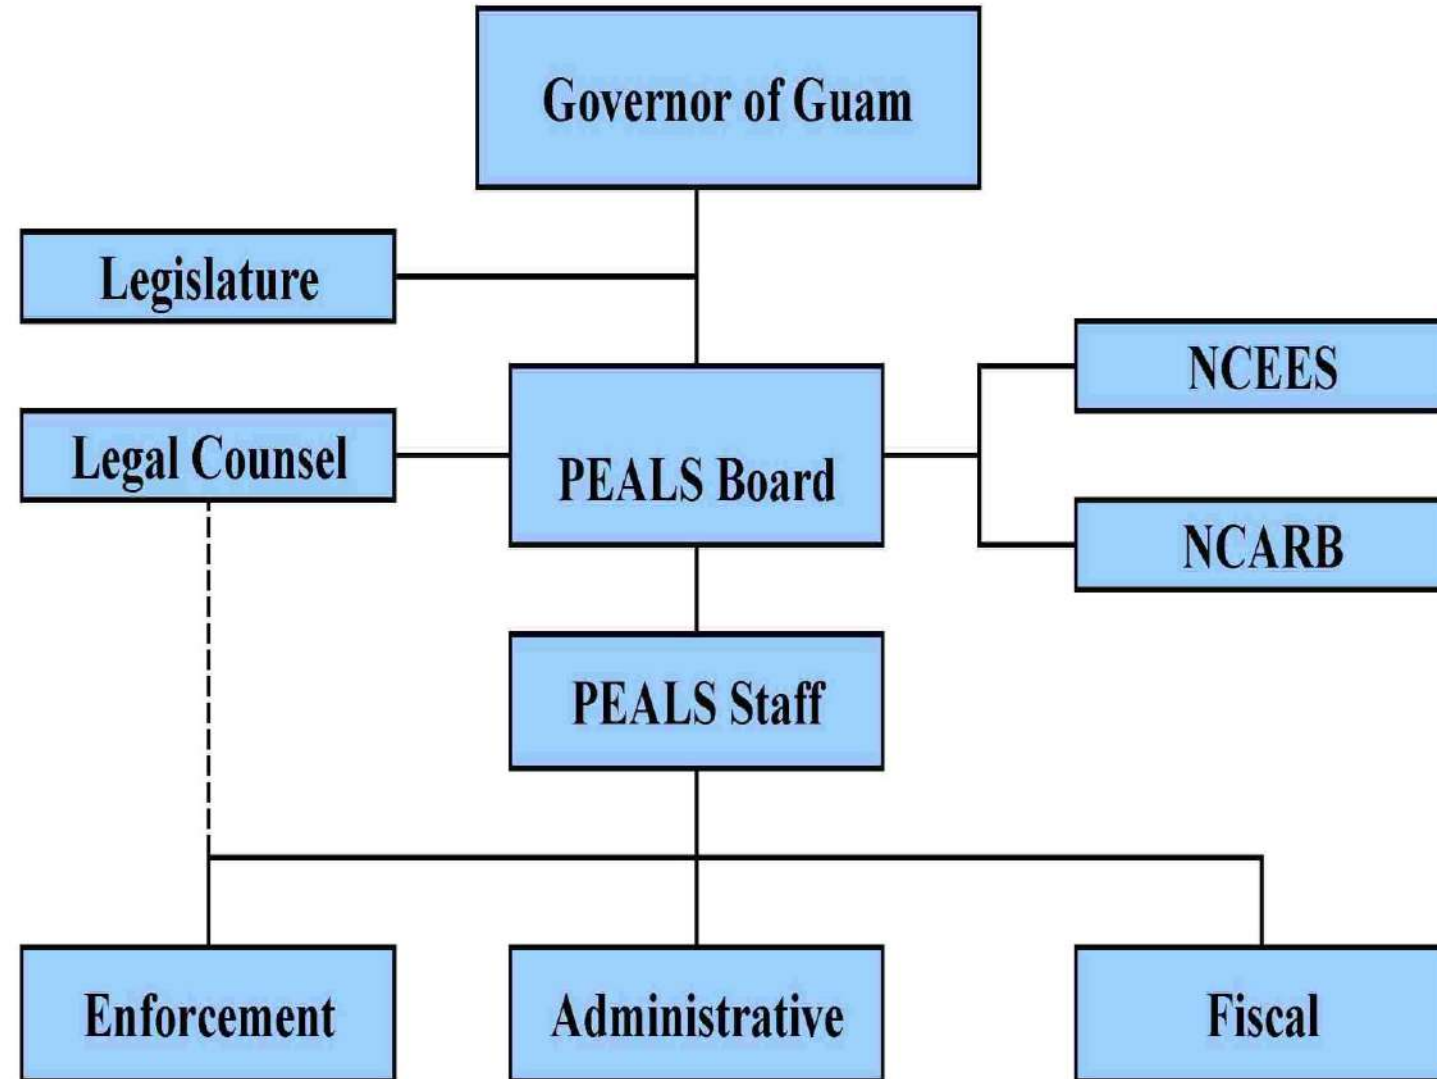 Governor of Guam
Legislature
NCEES
Legal Counsel
PEALS Board
NCARB
PEALS Staff
Enforcement
Administrative
Fiscal